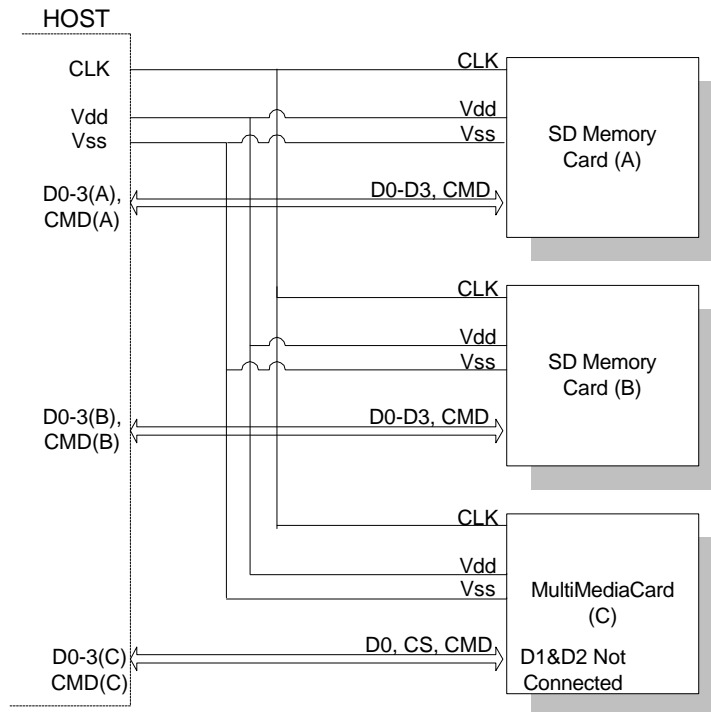 HOST
CLK
CLK
Vdd
Vdd
Vss
Vss
SD Memory
Card (A)
D0-3(A),
CMD(A)
D0-D3, CMD
CLK
Vdd
Vss
SD Memory
Card (B)
D0-3(B),
CMD(B)
D0-D3, CMD
CLK
Vdd
Vss
MultiMediaCard
(C)
D0-3(C)
CMD(C)
D0, CS, CMD
D1&D2 Not
Connected